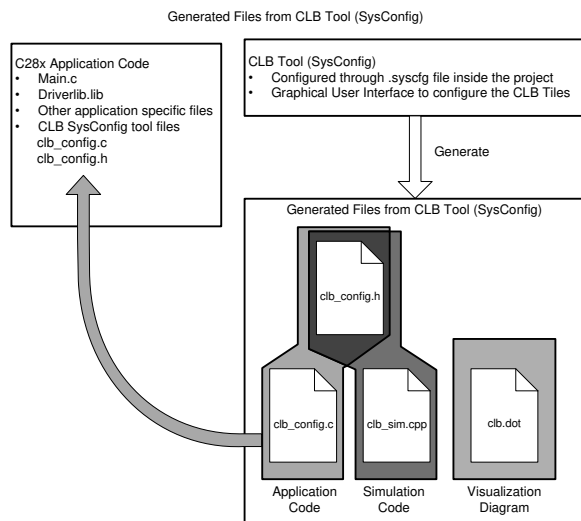 Generated Files from CLB Tool (SysConfig)
C28x Application Code
• Main.c
• Driverlib.lib
• Other application specific files
• CLB SysConfig tool files
clb_config.c
clb_config.h
CLB Tool (SysConfig)
• Configured through .syscfg file inside the project
• Graphical User Interface to configure the CLB Tiles
Generate
Generated Files from CLB Tool (SysConfig)
clb_config.h
clb_config.c
clb_sim.cpp
clb.dot
Application
Code
Simulation
Code
Visualization
Diagram